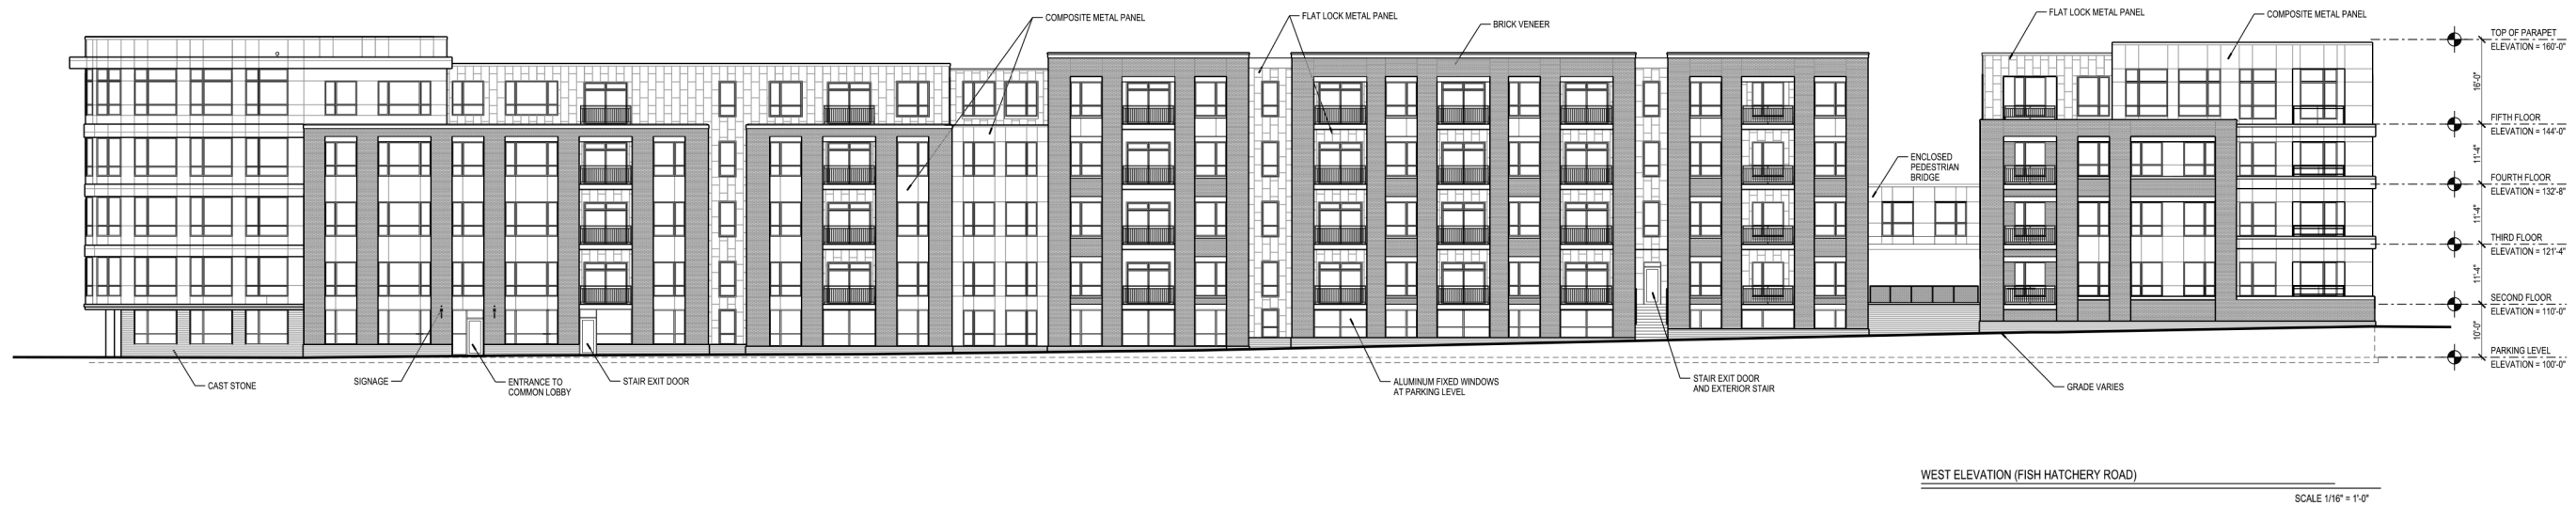 COMPOSITE METAL PANEL
FLAT LOCK METAL PANEL
BRICK VENEER
FLAT LOCK METAL PANEL
COMPOSITE METAL PANEL
TOP OF PARAPET
ELEVATION = 160'-0"
16'-0"
FIFTH FLOOR
ELEVATION = 144'-0"
11'-4"
ENCLOSED
PEDESTRIAN
BRIDGE
FOURTH FLOOR
ELEVATION = 132'-8"
11'-4"
THIRD FLOOR
ELEVATION = 121'-4"
11'-4"
SECOND FLOOR
ELEVATION = 110'-0"
10'-0"
PARKING LEVEL
ELEVATION = 100'-0"
CAST STONE
SIGNAGE
ENTRANCE TO
COMMON LOBBY
STAIR EXIT DOOR
ALUMINUM FIXED WINDOWS
AT PARKING LEVEL
STAIR EXIT DOOR
AND EXTERIOR STAIR
GRADE VARIES
WEST ELEVATION (FISH HATCHERY ROAD)
SCALE 1/16" = 1'-0"